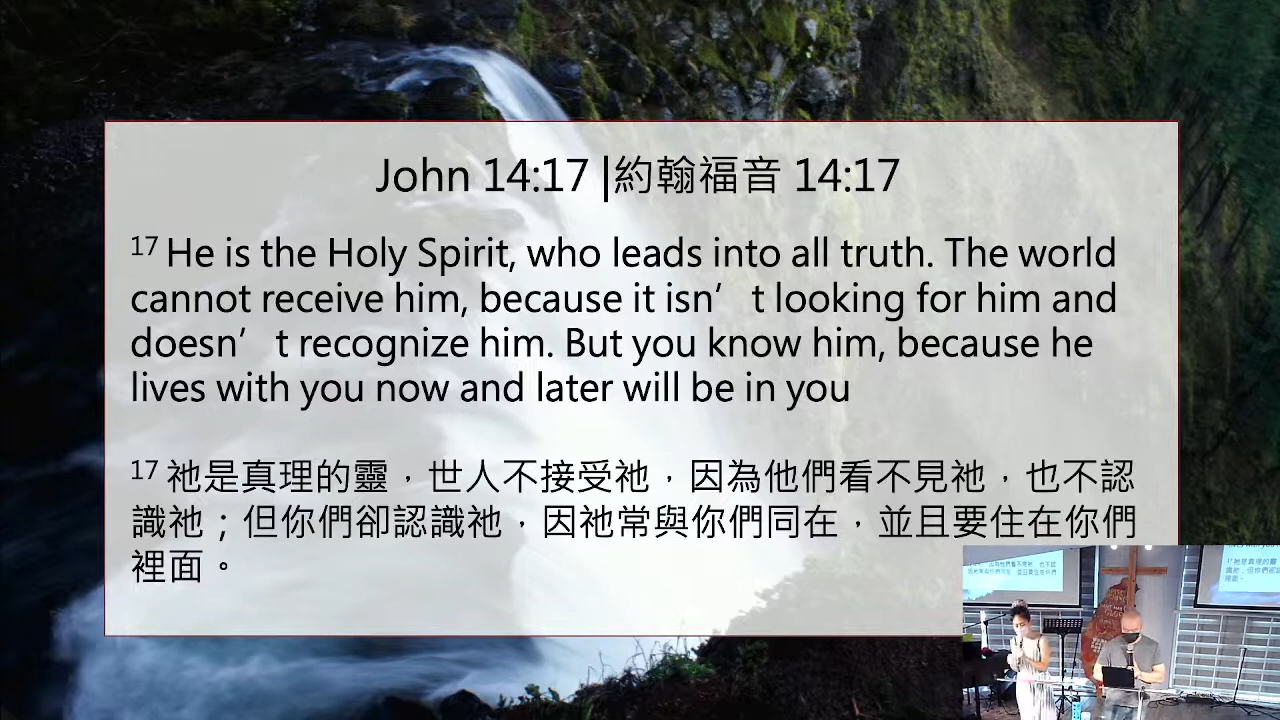 John 14:17 |約翰福音 14:17
17 He is the Holy Spirit, who leads into all truth. The world
cannot receive him, because it isn’ t looking for him and
doesn’ t recognize him. But you know him, because he
lives with you now and later will be in you
17 祂是真理的靈，世人不接受祂，因為他們看不見祂，也不認
識祂；但你們卻認識祂，因祂常與你們同在，並且要住在你們
裡面。